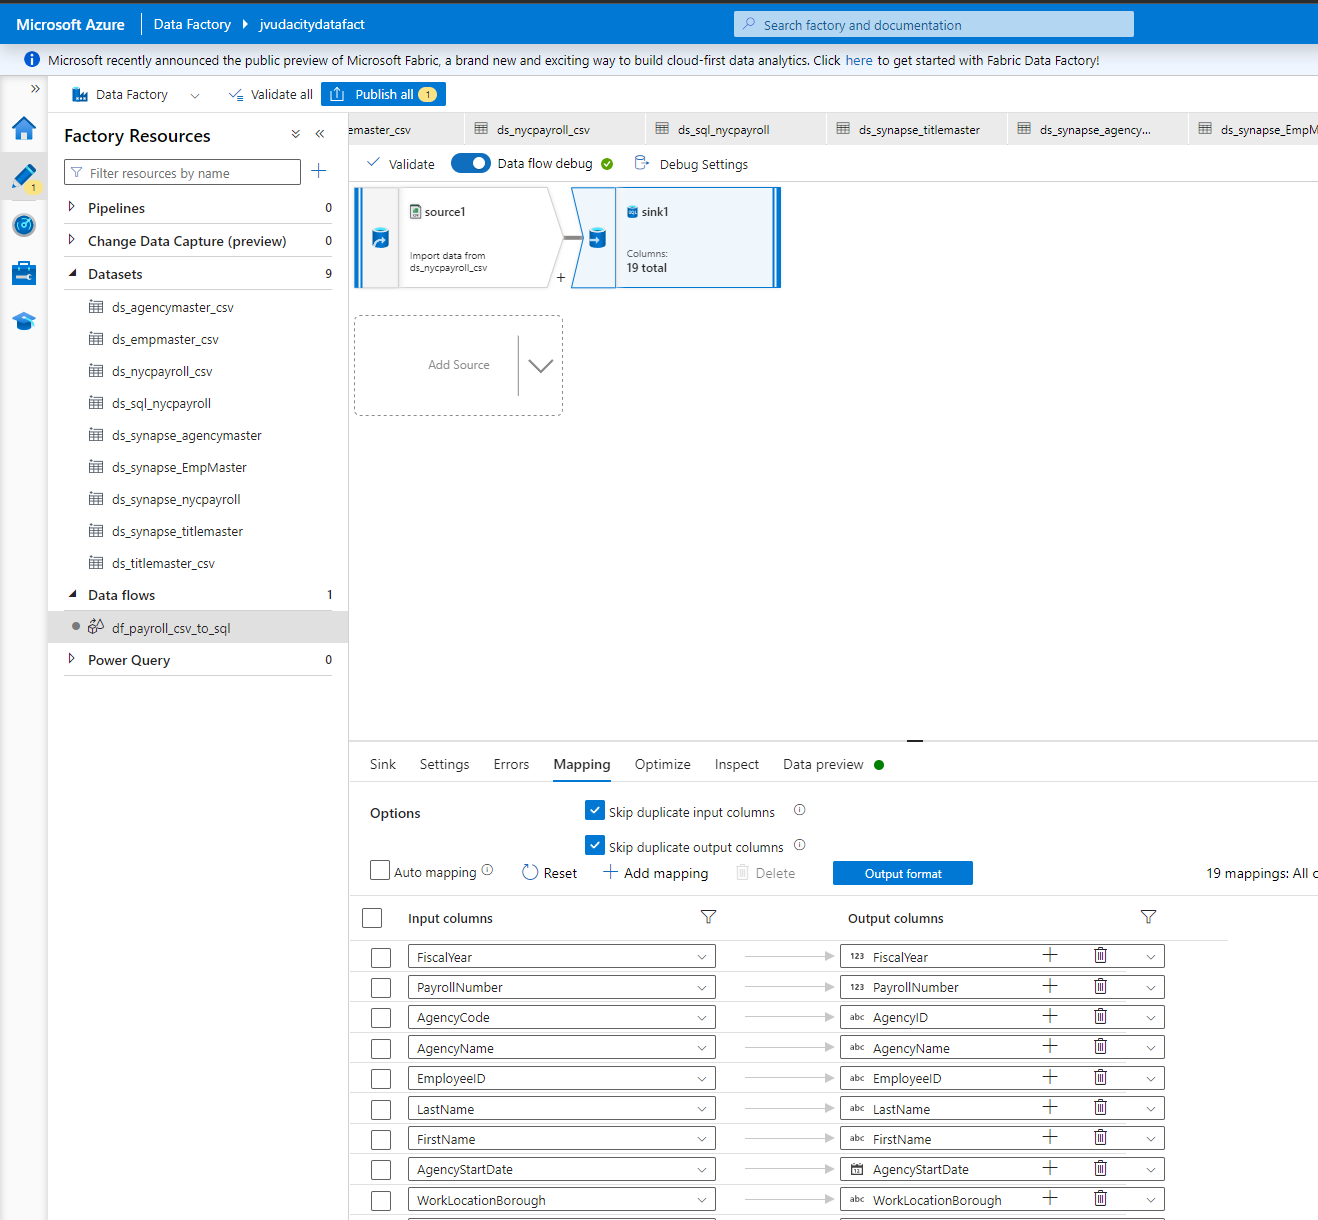 Microsoft Azure
Data Factory
jvudacitydatafact
Search factory and documentation
Microsoft recently announced the public preview of Microsoft Fabric, a brand new and exciting way to build cloud-first data analytics. Click here to get started with Fabric Data Factory!
Data Factory
Validate all
Publish all 1
Factory Resources
Filter resources by name
1
Pipelines 0
Change Data Capture (preview) 0
Datasets 9
ds_agencymaster_csv
ds_empmaster_csv
ds_nycpayroll_csv
ds_sql_nycpayroll
ds_synapse_agencymaster
ds_synapse_EmpMaster
ds_synapse_nycpayroll
ds_synapse_titlemaster
ds_titlemaster_csv
Data flows 1
df_payroll_csv_to_sql
Power Query 0
emaster_csv
ds_nycpayroll_csv
ds_sql_nycpayroll
ds_synapse_titlemaster
ds_synapse_agency...
ds_synapse_EmpM
Validate
Data flow debug
Debug Settings
source1
Import data from
ds_nycpayroll_csv
+
sink1
Columns:
19 total
Add Source
Sink
Settings
Errors
Mapping
Optimize
Inspect
Data preview
Options
Skip duplicate input columns
Skip duplicate output columns
Auto mapping
Reset
Add mapping
Delete
Output format
19 mappings: All c
Input columns
Output columns
FiscalYear 123 FiscalYear
PayrollNumber 123 PayrollNumber
AgencyCode abc AgencyID
AgencyName abc AgencyName
EmployeeID abc EmployeeID
LastName abc LastName
FirstName abc FirstName
AgencyStartDate AgencyStartDate
WorkLocationBorough abc WorkLocationBorough